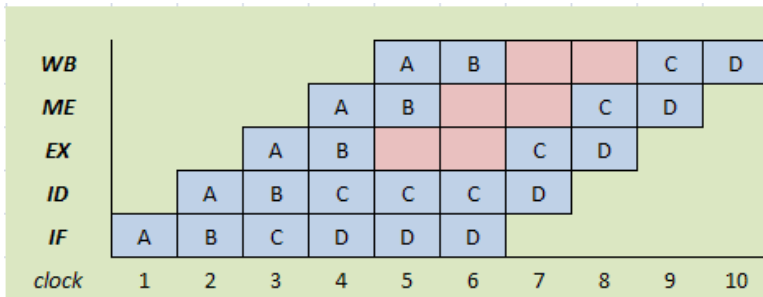 WB A B C D
ME A B C D
EX A B C D
ID A B C C C D
IF A B C D D D
clock 1 2 3 4 5 6 7 8 9 10